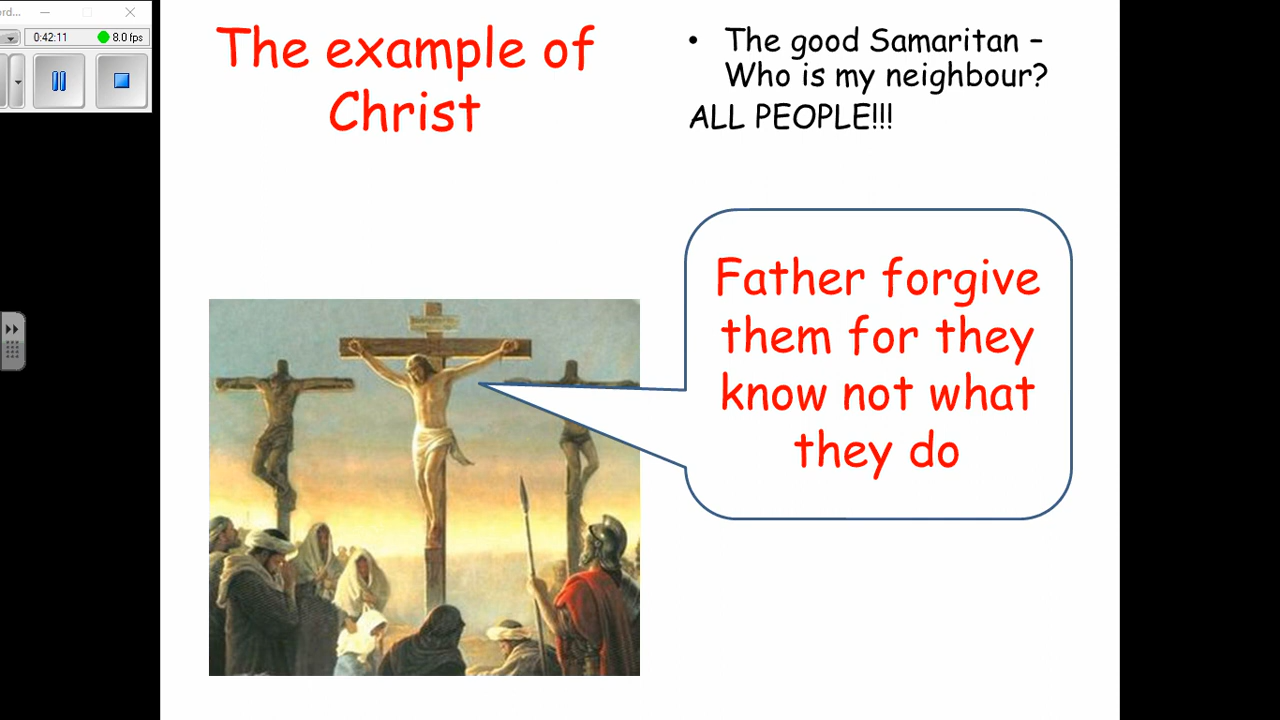 ord...
0:42:11
8.0 fps
The example of
Christ
• The good Samaritan –
Who is my neighbour?
ALL PEOPLE!!!
Father forgive
them for they
know not what
they do